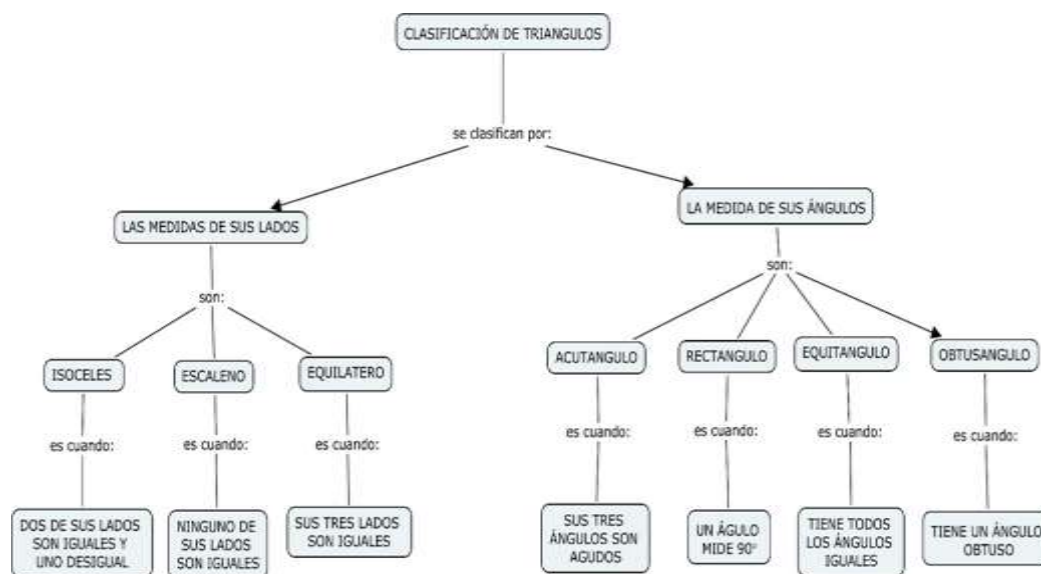 CLASIFICACIÓN DE TRIANGULOS
se clasifican por:
LAS MEDIDAS DE SUS LADOS
LA MEDIDA DE SUS ÁNGULOS
son:
son:
ISOCELES
ESCALENO
EQUILATERO
ACUTANGULO
RECTANGULO
EQUITANGULO
OBTUSANGULO
es cuando:
es cuando:
es cuando:
es cuando:
es cuando:
es cuando:
es cuando:
DOS DE SUS LADOS
SON IGUALES Y
UNO DESIGUAL
NINGUNO DE
SUS LADOS
SON IGUALES
SUS TRES LADOS
SON IGUALES
SUS TRES
ÁNGULOS SON
AGUDOS
UN ÁGULO
MIDE 90º
TIENE TODOS
LOS ÁNGULOS
IGUALES
TIENE UN ÁNGULO
OBTUSO